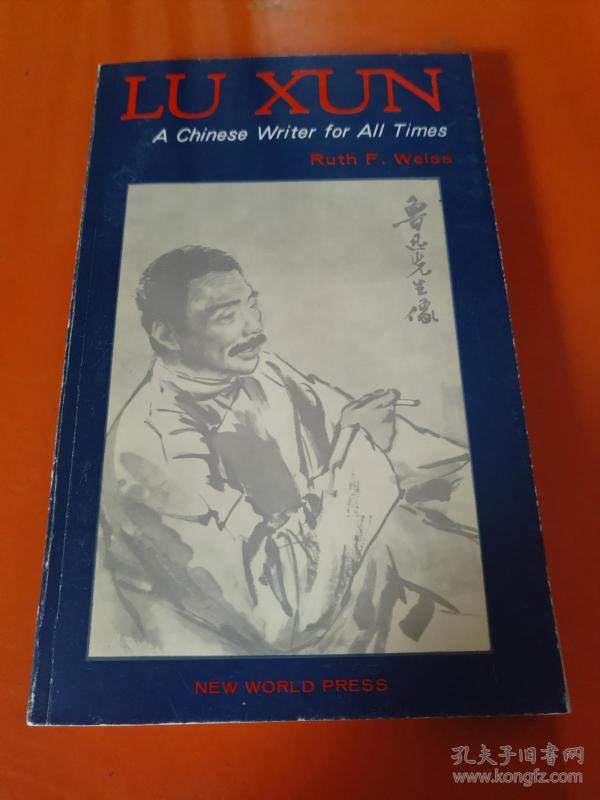 LU XUN
A Chinese Writer for All Times
Ruth F. Weiss
鲁迅先生像
NEW WORLD PRESS
孔夫子旧书网
www.kongfz.com